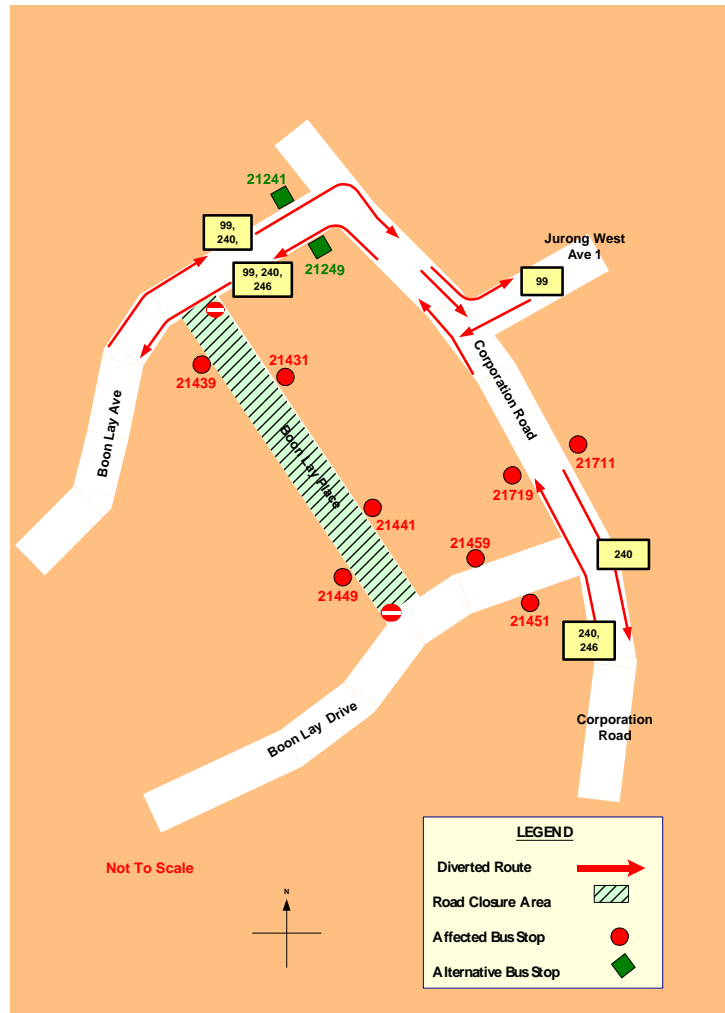 21241
99,
240,
Jurong West
Ave 1
21249
99, 240,
246
99
21431
21439
Corporation Road
Boon Lay Ave
Boon Lay Place
21711
21719
21441
21459
240
21449
21451
240,
246
Boon Lay Drive
Corporation
Road
LEGEND
Not To Scale
Diverted Route
N
Road Closure Area
Affected Bus Stop
Alternative Bus Stop